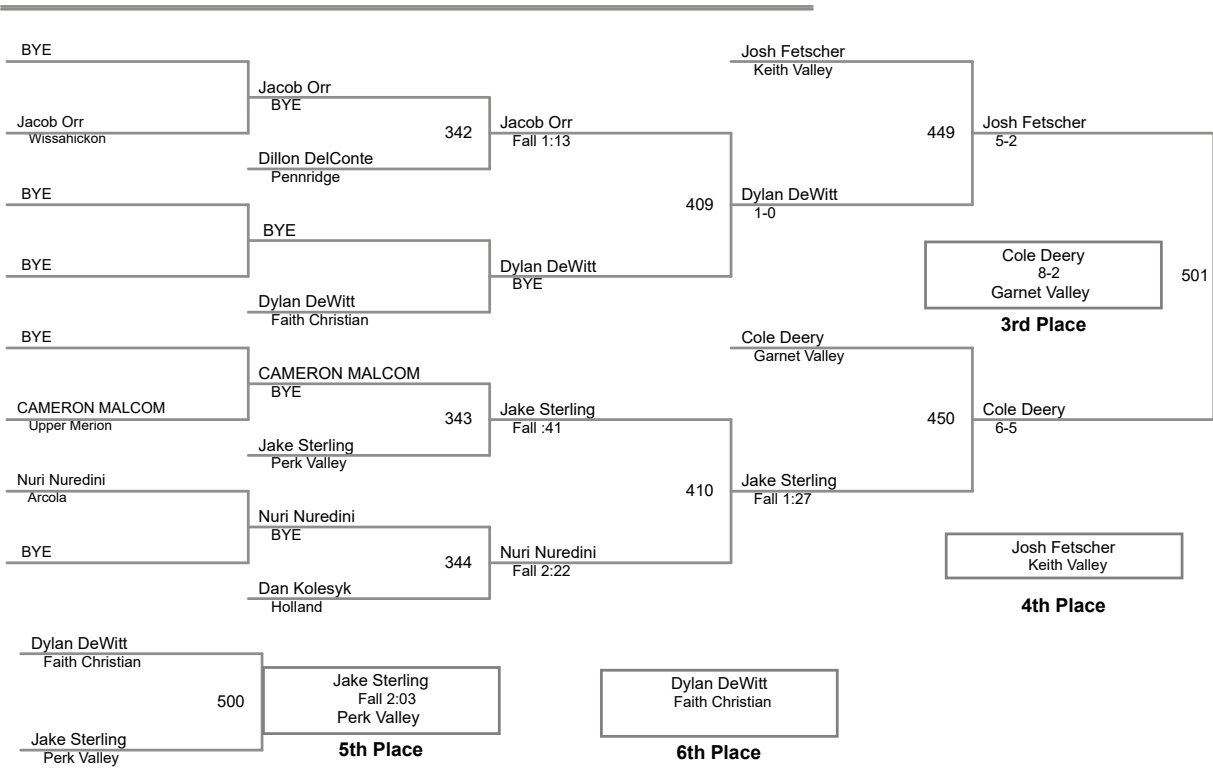 BYE
Josh Fetscher
Keith Valley
Jacob Orr
BYE
Jacob Orr
Wissahickon
342
Jacob Orr
Fall 1:13
449
Josh Fetscher
5-2
Dillon DelConte
Pennridge
BYE
409
Dylan DeWitt
1-0
BYE
BYE
Dylan DeWitt
BYE
Cole Deery
8-2
Garnet Valley
501
3rd Place
Dylan DeWitt
Faith Christian
BYE
Cole Deery
Garnet Valley
CAMERON MALCOM
BYE
CAMERON MALCOM
Upper Merion
343
Jake Sterling
Fall :41
450
Cole Deery
6-5
Jake Sterling
Perk Valley
Nuri Nuredini
Arcola
410
Jake Sterling
Fall 1:27
Nuri Nuredini
BYE
BYE
344
Nuri Nuredini
Fall 2:22
Josh Fetscher
Keith Valley
4th Place
Dan Kolesyk
Holland
Dylan DeWitt
Faith Christian
500
Jake Sterling
Fall 2:03
Perk Valley
5th Place
Dylan DeWitt
Faith Christian
6th Place
Jake Sterling
Perk Valley